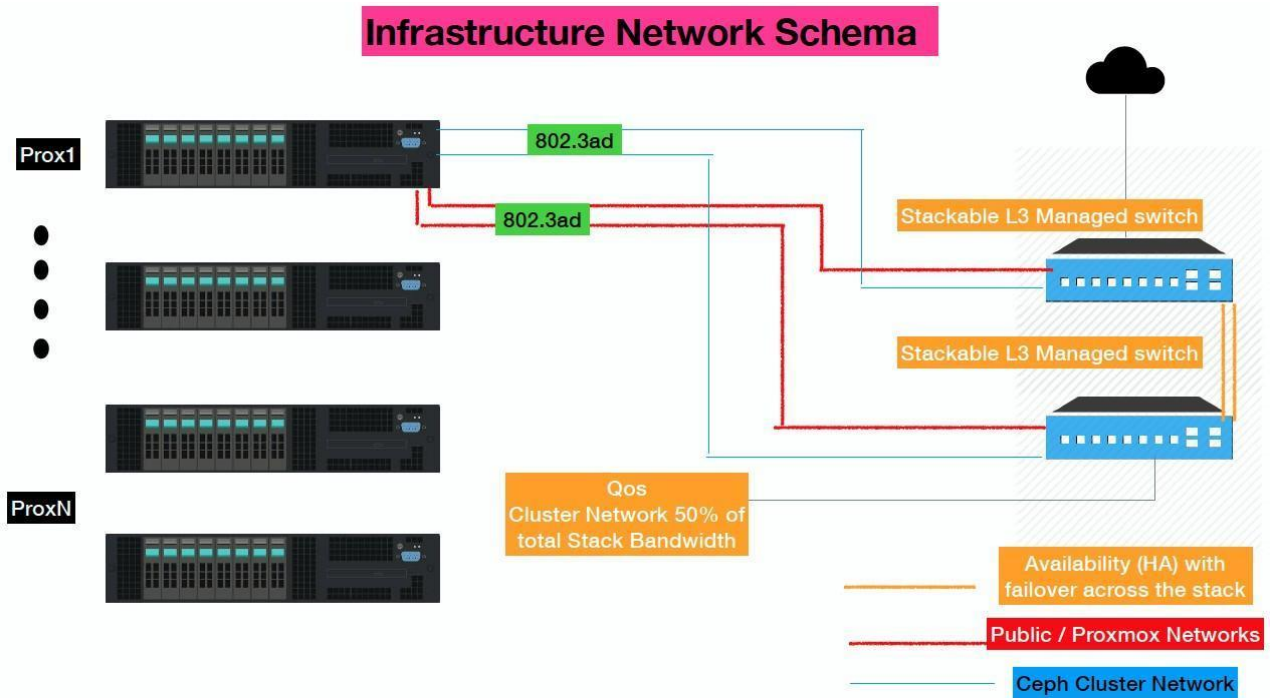 Infrastructure Network Schema
Prox1
802.3ad
802.3ad
Stackable L3 Managed switch
Stackable L3 Managed switch
ProxN
Qos
Cluster Network 50% of
total Stack Bandwidth
Availability (HA) with
failover across the stack
Public / Proxmox Networks
Ceph Cluster Network